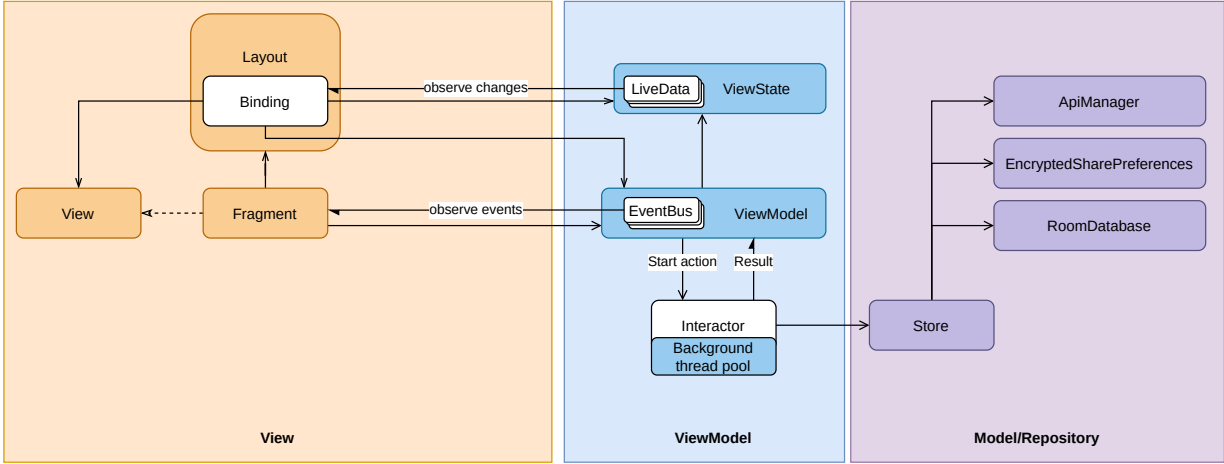 Layout
Binding
observe changes
LiveData
ViewState
ApiManager
EncryptedSharePreferences
View
Fragment
observe events
EventBus
ViewModel
RoomDatabase
Start action
Result
Interactor
Background
thread pool
Store
View
ViewModel
Model/Repository